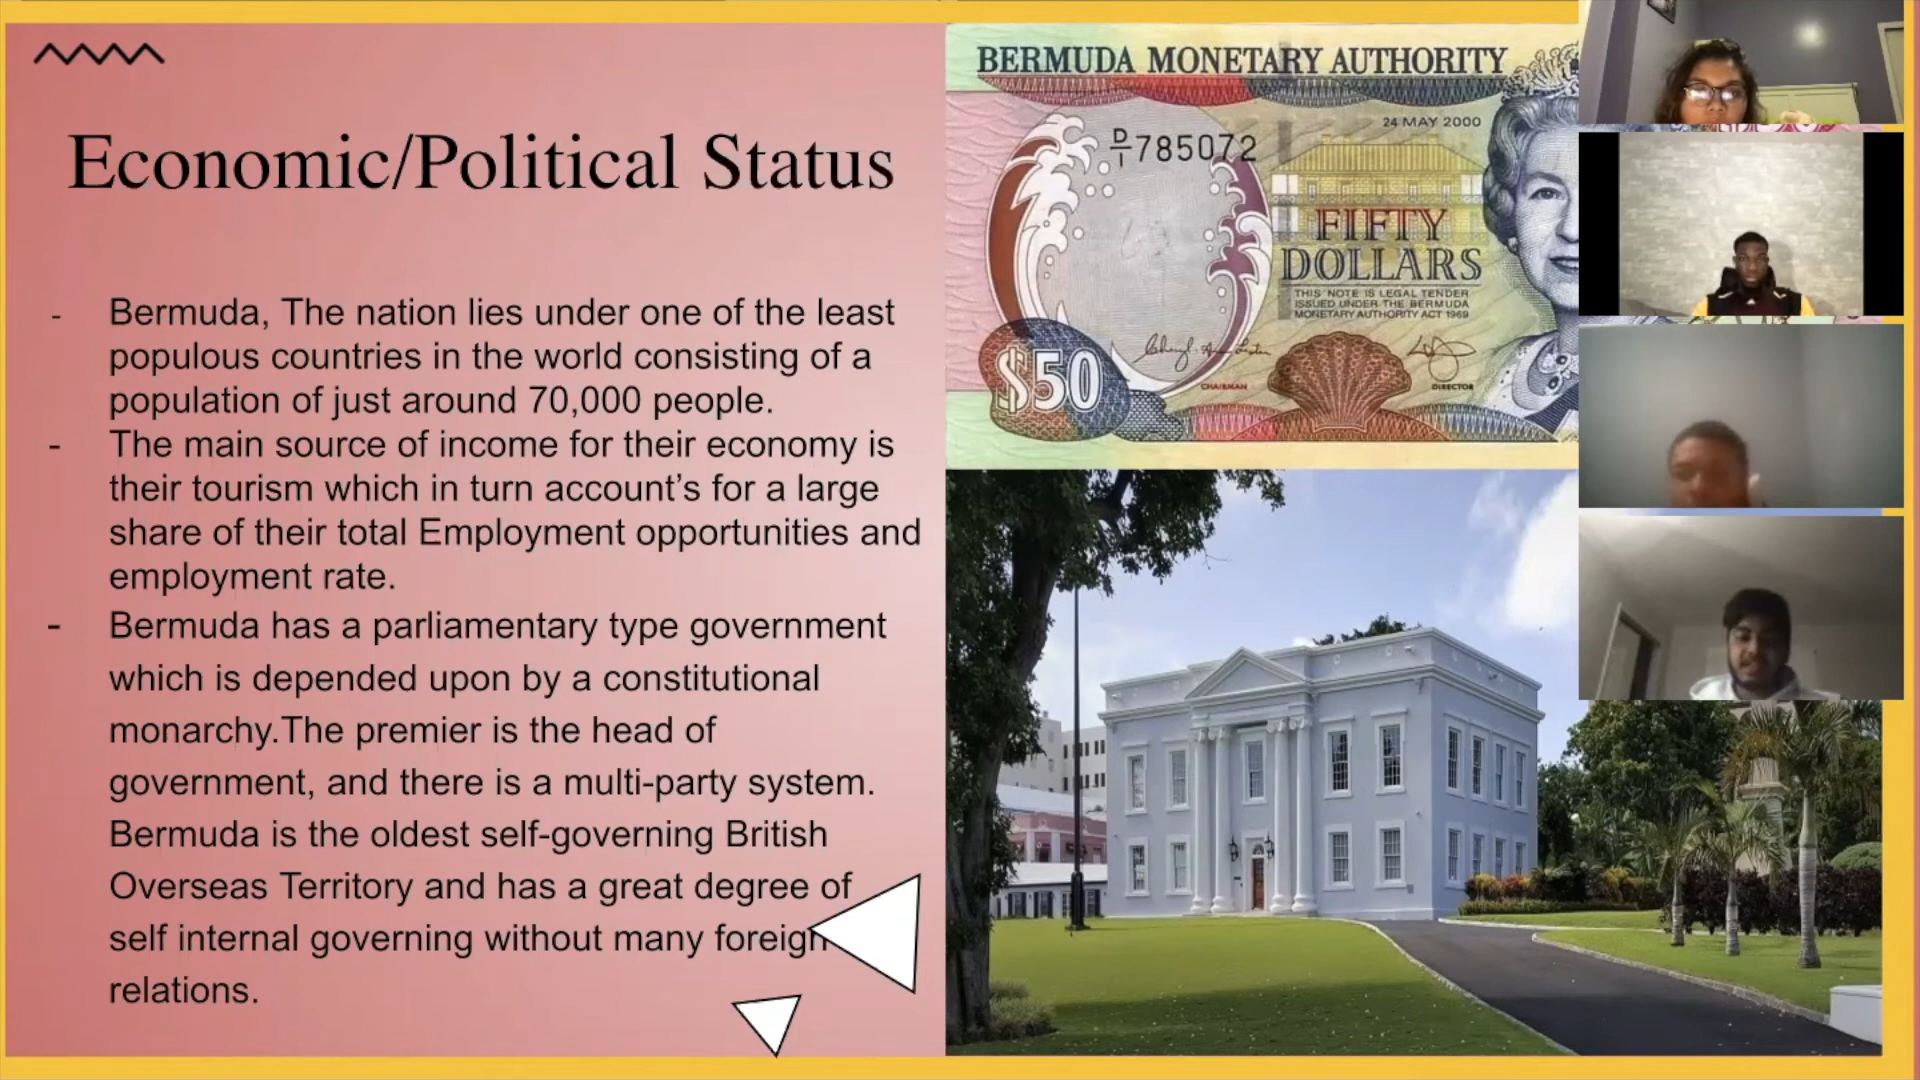 Economic/Political Status
- Bermuda, The nation lies under one of the least
populous countries in the world consisting of a
population of just around 70,000 people.
- The main source of income for their economy is
their tourism which in turn account’s for a large
share of their total Employment opportunities and
employment rate.
- Bermuda has a parliamentary type government
which is depended upon by a constitutional
monarchy.The premier is the head of
government, and there is a multi-party system.
Bermuda is the oldest self-governing British
Overseas Territory and has a great degree of
self internal governing without many foreign
relations.
BERMUDA MONETARY AUTHORITY
24 MAY 2000
D/1 785072
FIFTY
DOLLARS
THIS NOTE IS LEGAL TENDER
ISSUED UNDER THE BERMUDA
MONETARY AUTHORITY ACT 1969
$50
CHAIRMAN
DIRECTOR